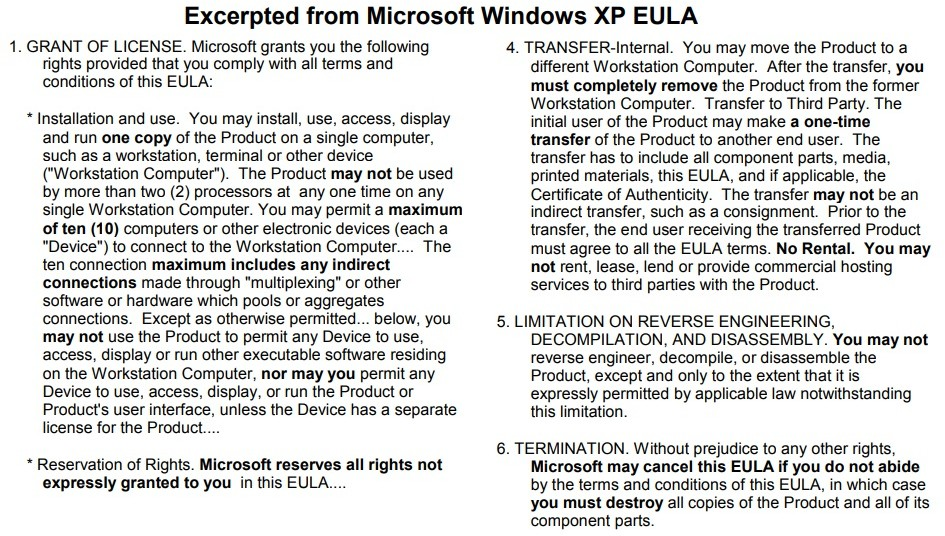 Excerpted from Microsoft Windows XP EULA
1. GRANT OF LICENSE. Microsoft grants you the following
rights provided that you comply with all terms and
conditions of this EULA:
* Installation and use. You may install, use, access, display
and run one copy of the Product on a single computer,
such as a workstation, terminal or other device
("Workstation Computer"). The Product may not be used
by more than two (2) processors at any one time on any
single Workstation Computer. You may permit a maximum
of ten (10) computers or other electronic devices (each a
"Device") to connect to the Workstation Computer.... The
ten connection maximum includes any indirect
connections made through "multiplexing" or other
software or hardware which pools or aggregates
connections. Except as otherwise permitted... below, you
may not use the Product to permit any Device to use,
access, display or run other executable software residing
on the Workstation Computer, nor may you permit any
Device to use, access, display, or run the Product or
Product's user interface, unless the Device has a separate
license for the Product....
* Reservation of Rights. Microsoft reserves all rights not
expressly granted to you in this EULA....
4. TRANSFER-Internal. You may move the Product to a
different Workstation Computer. After the transfer, you
must completely remove the Product from the former
Workstation Computer. Transfer to Third Party. The
initial user of the Product may make a one-time
transfer of the Product to another end user. The
transfer has to include all component parts, media,
printed materials, this EULA, and if applicable, the
Certificate of Authenticity. The transfer may not be an
indirect transfer, such as a consignment. Prior to the
transfer, the end user receiving the transferred Product
must agree to all the EULA terms. No Rental. You may
not rent, lease, lend or provide commercial hosting
services to third parties with the Product.
5. LIMITATION ON REVERSE ENGINEERING,
DECOMPILATION, AND DISASSEMBLY. You may not
reverse engineer, decompile, or disassemble the
Product, except and only to the extent that it is
expressly permitted by applicable law notwithstanding
this limitation.
6. TERMINATION. Without prejudice to any other rights,
Microsoft may cancel this EULA if you do not abide
by the terms and conditions of this EULA, in which case
you must destroy all copies of the Product and all of its
component parts.